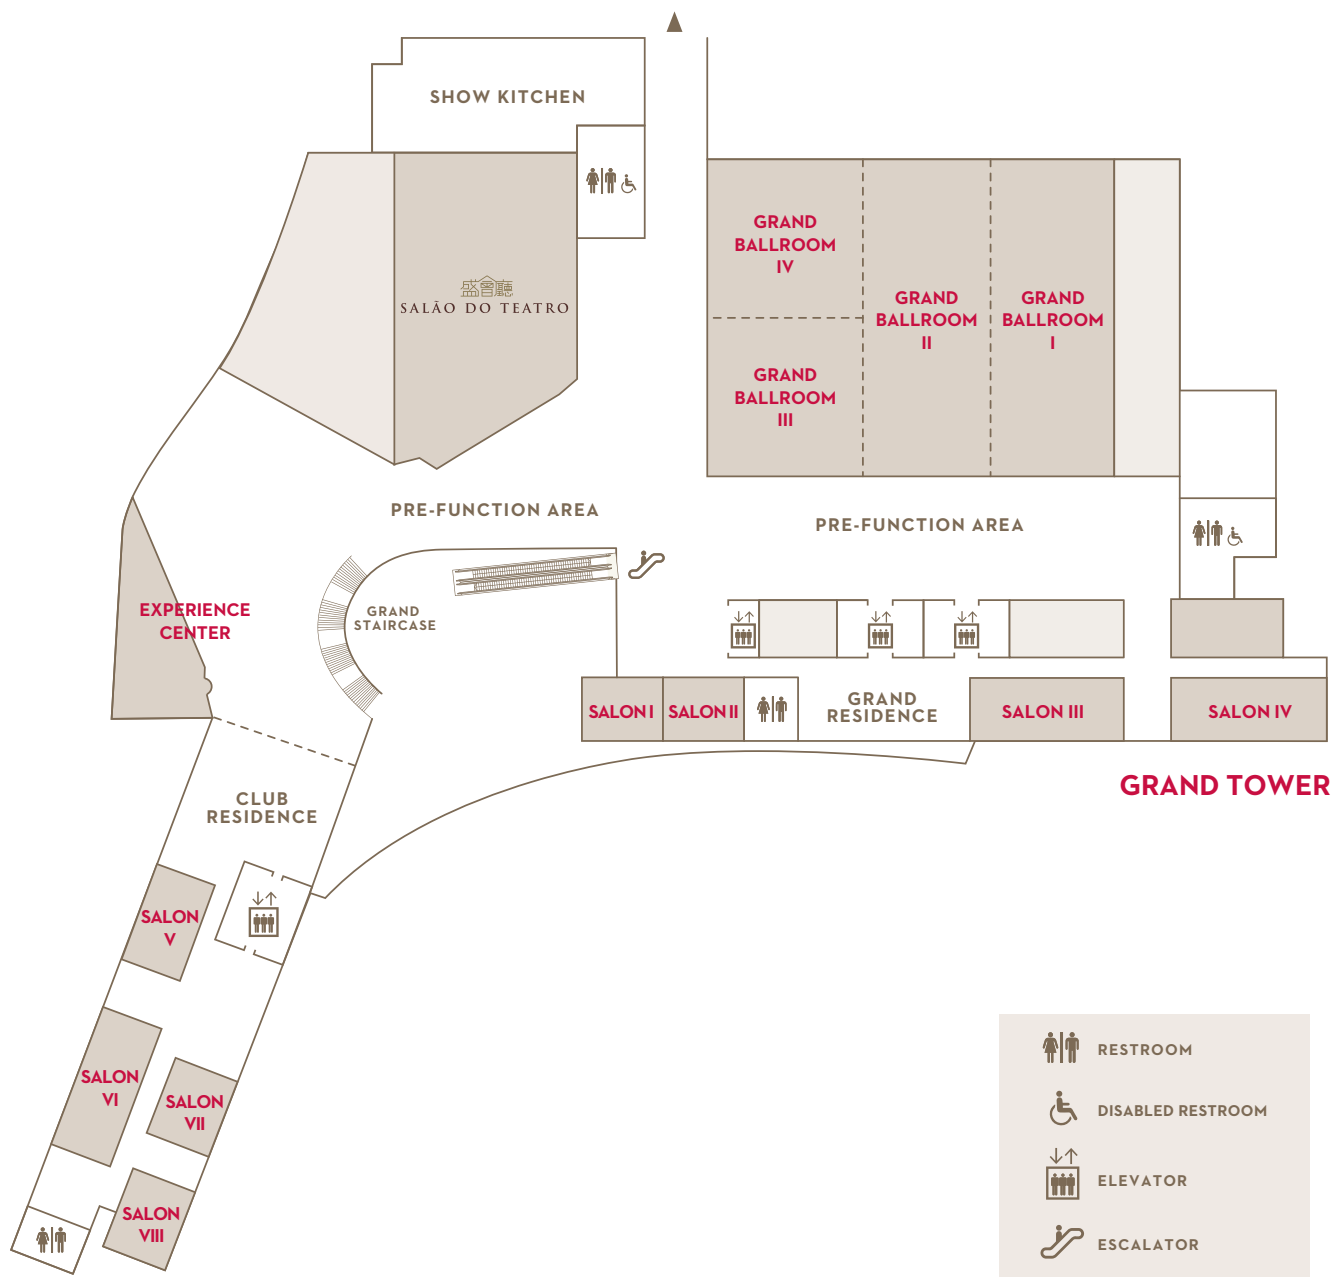 SHOW KITCHEN
盛會廳
SALÃO DO TEATRO
GRAND
BALLROOM
IV
GRAND
BALLROOM
III
GRAND
BALLROOM
II
GRAND
BALLROOM
I
PRE-FUNCTION AREA
PRE-FUNCTION AREA
EXPERIENCE
CENTER
GRAND
STAIRCASE
SALON I
SALON II
GRAND
RESIDENCE
SALON III
SALON IV
GRAND TOWER
CLUB
RESIDENCE
SALON
V
SALON
VI
SALON
VII
SALON
VIII
RESTROOM
DISABLED RESTROOM
ELEVATOR
ESCALATOR